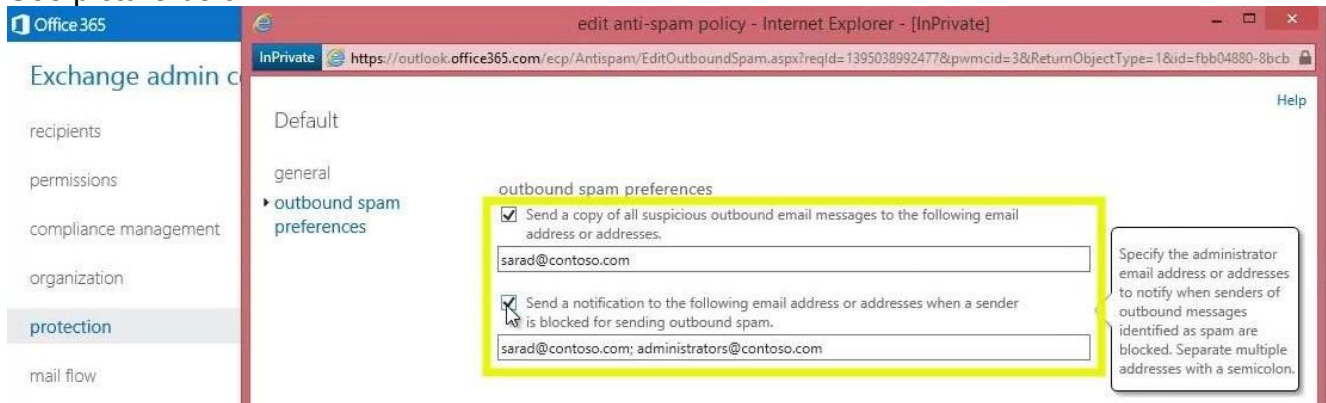 Office 365
edit anti-spam policy - Internet Explorer - [InPrivate]
InPrivate https://outlook.office365.com/ecp/Antispam/EditOutboundSpam.aspx?reqId=1395038992477&pwmcid=3&ReturnObjectType=1&id=fbb04880-8bcb
Exchange admin c
Help
recipients
permissions
compliance management
organization
protection
mail flow
Default
general
outbound spam
preferences
outbound spam preferences
Send a copy of all suspicious outbound email messages to the following email
address or addresses.
sarad@contoso.com
Send a notification to the following email address or addresses when a sender
is blocked for sending outbound spam.
sarad@contoso.com; administrators@contoso.com
Specify the administrator
email address or addresses
to notify when senders of
outbound messages
identified as spam are
blocked. Separate multiple
addresses with a semicolon.